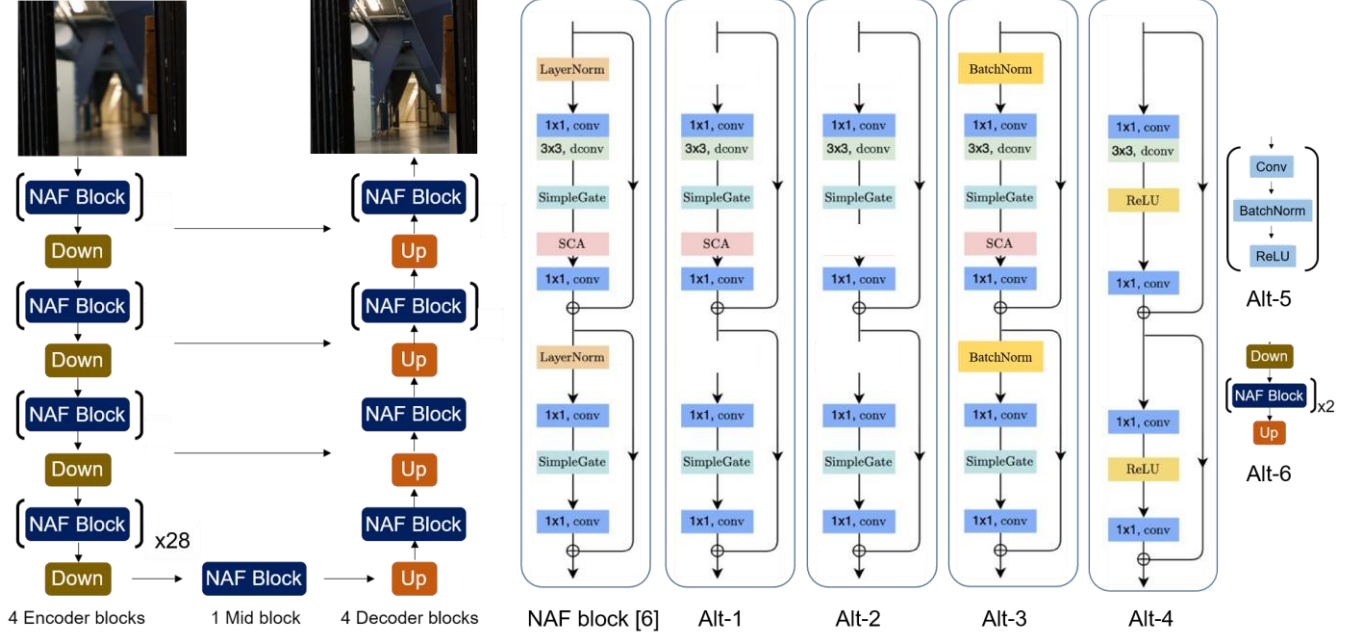 NAF Block
Down
NAF Block
Down
NAF Block
Down
NAF Block
x28
Down
4 Encoder blocks
NAF Block
1 Mid block
NAF Block
Up
NAF Block
Up
NAF Block
Up
NAF Block
Up
4 Decoder blocks
LayerNorm
1x1, conv
3x3, dconv
SimpleGate
SCA
1x1, conv
LayerNorm
1x1, conv
SimpleGate
1x1, conv
NAF block [6]
1x1, conv
3x3, dconv
SimpleGate
SCA
1x1, conv
1x1, conv
SimpleGate
1x1, conv
Alt-1
1x1, conv
3x3, dconv
SimpleGate
1x1, conv
1x1, conv
SimpleGate
1x1, conv
Alt-2
BatchNorm
1x1, conv
3x3, dconv
SimpleGate
SCA
1x1, conv
BatchNorm
1x1, conv
SimpleGate
1x1, conv
Alt-3
1x1, conv
3x3, dconv
ReLU
1x1, conv
1x1, conv
ReLU
1x1, conv
Alt-4
Conv
BatchNorm
ReLU
Alt-5
Down
NAF Block
x2
Up
Alt-6